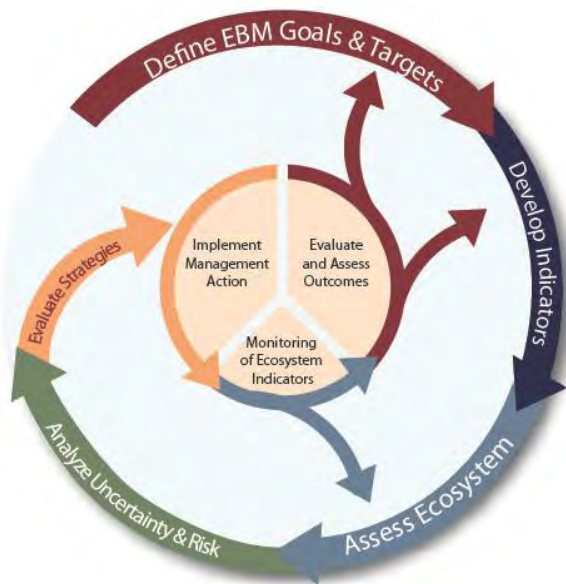 Define EBM Goals & Targets
Develop Indicators
Assess Ecosystem
Analyze Uncertainty & Risk
Evaluate Strategies
Implement
Management
Action
Evaluate
and Assess
Outcomes
Monitoring
of Ecosystem
Indicators